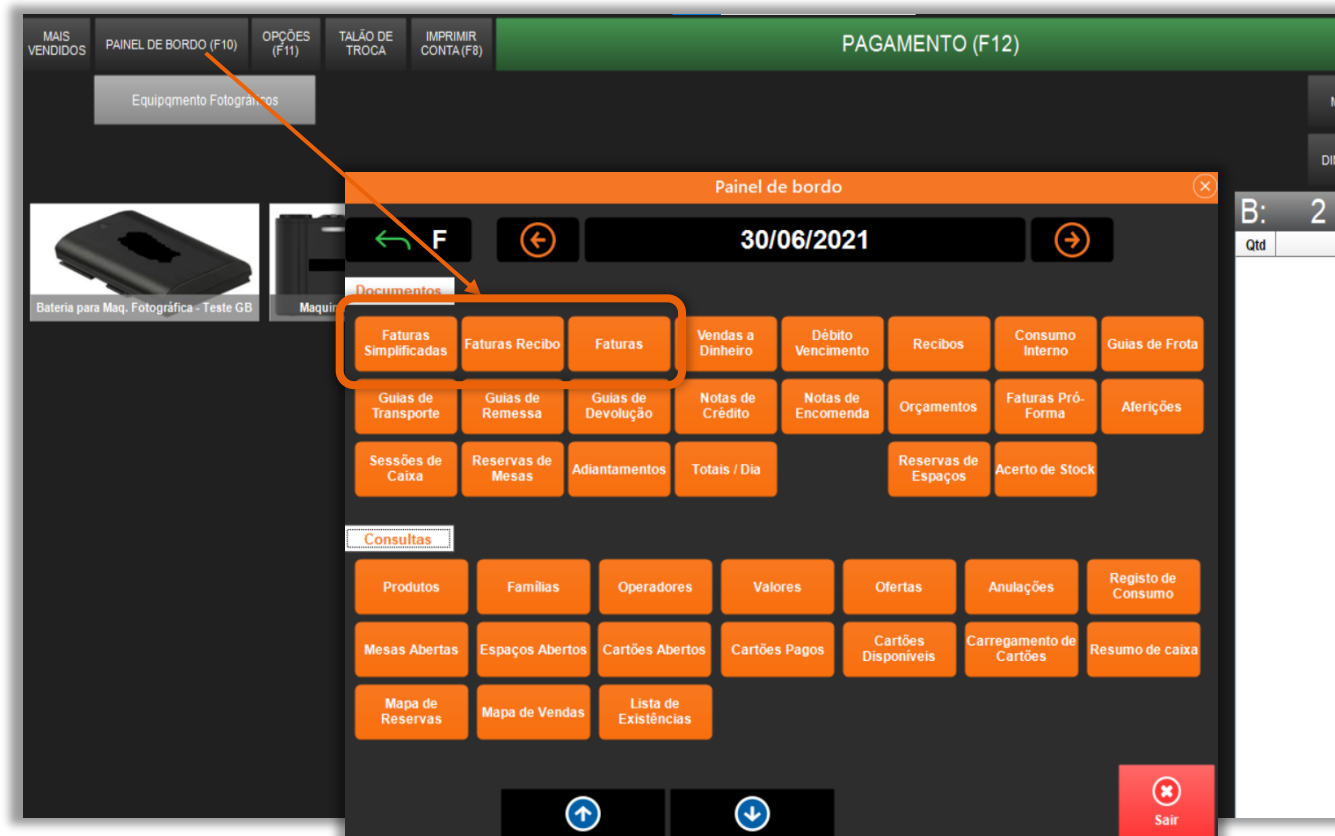 MAIS
VENDIDOS
PAINEL DE BORDO (F10)
OPÇÕES
(F11)
TALÃO DE
TROCA
IMPRIMIR
CONTA (F8)
PAGAMENTO (F12)
Equipqmento Fotográficos
Painel de bordo
F
30/06/2021
B: 2
Qtd
Documentos
Bateria para Maq. Fotográfica - Teste GB
Faturas
Simplificadas
Faturas Recibo
Faturas
Vendas a
Dinheiro
Débito
Vencimento
Recibos
Consumo
Interno
Guias de Frota
Guias de
Transporte
Guias de
Remessa
Guias de
Devolução
Notas de
Crédito
Notas de
Encomenda
Orçamentos
Faturas Pró-
Forma
Aferições
Sessões de
Caixa
Reservas de
Mesas
Adiantamentos
Totais / Dia
Reservas de
Espaços
Acerto de Stock
Consultas
Produtos
Famílias
Operadores
Valores
Ofertas
Anulações
Registo de
Consumo
Mesas Abertas
Espaços Abertos
Cartões Abertos
Cartões Pagos
Cartões
Disponíveis
Carregamento de
Cartões
Resumo de caixa
Mapa de
Reservas
Mapa de Vendas
Lista de
Existências
Sair